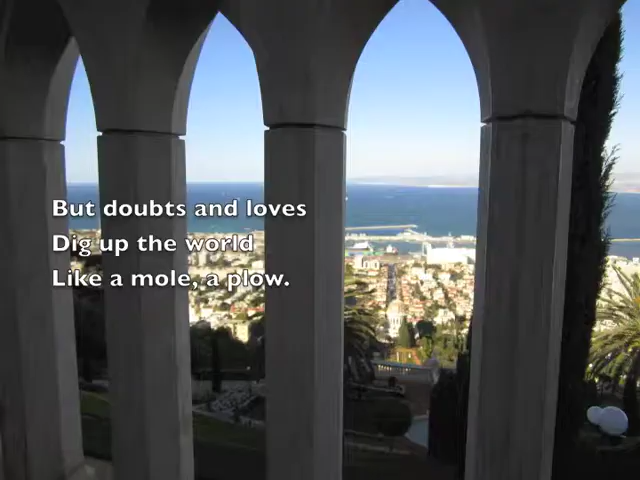 But doubts and loves
Dig up the world
Like a mole, a plow.